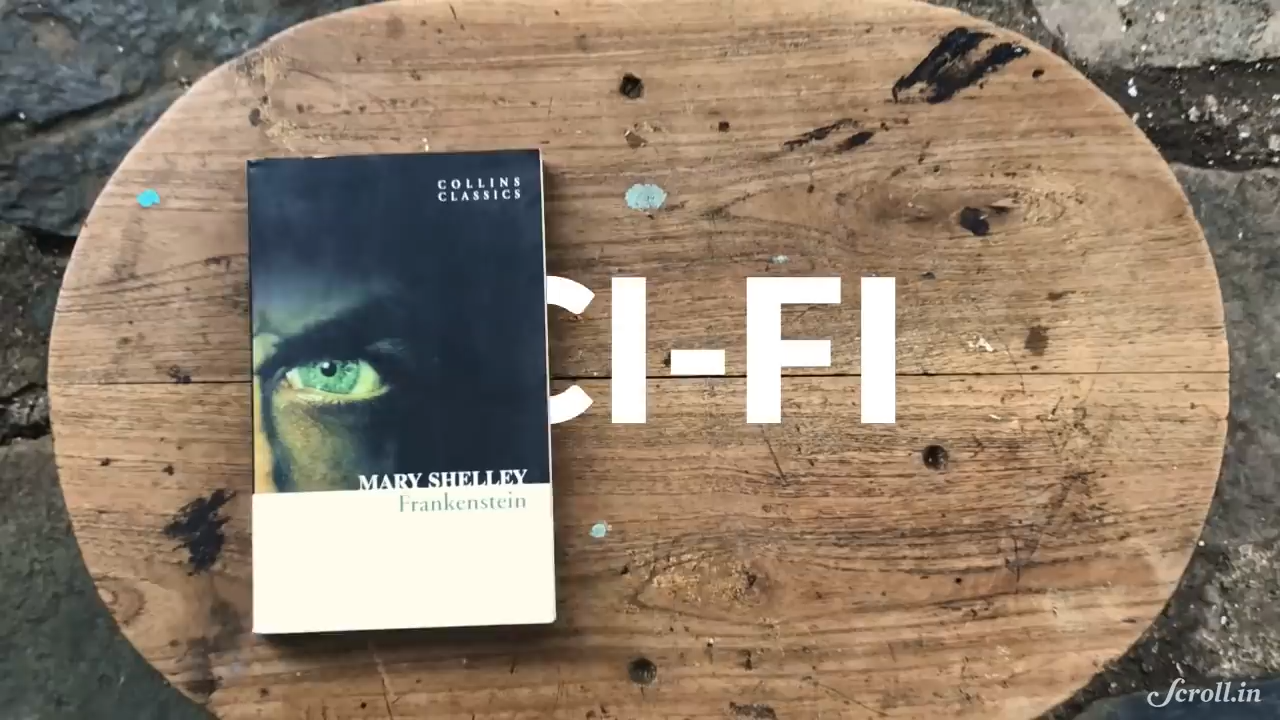 COLLINS
CLASSICS
CI-FI
MARY SHELLEY
Frankenstein
Scroll.in